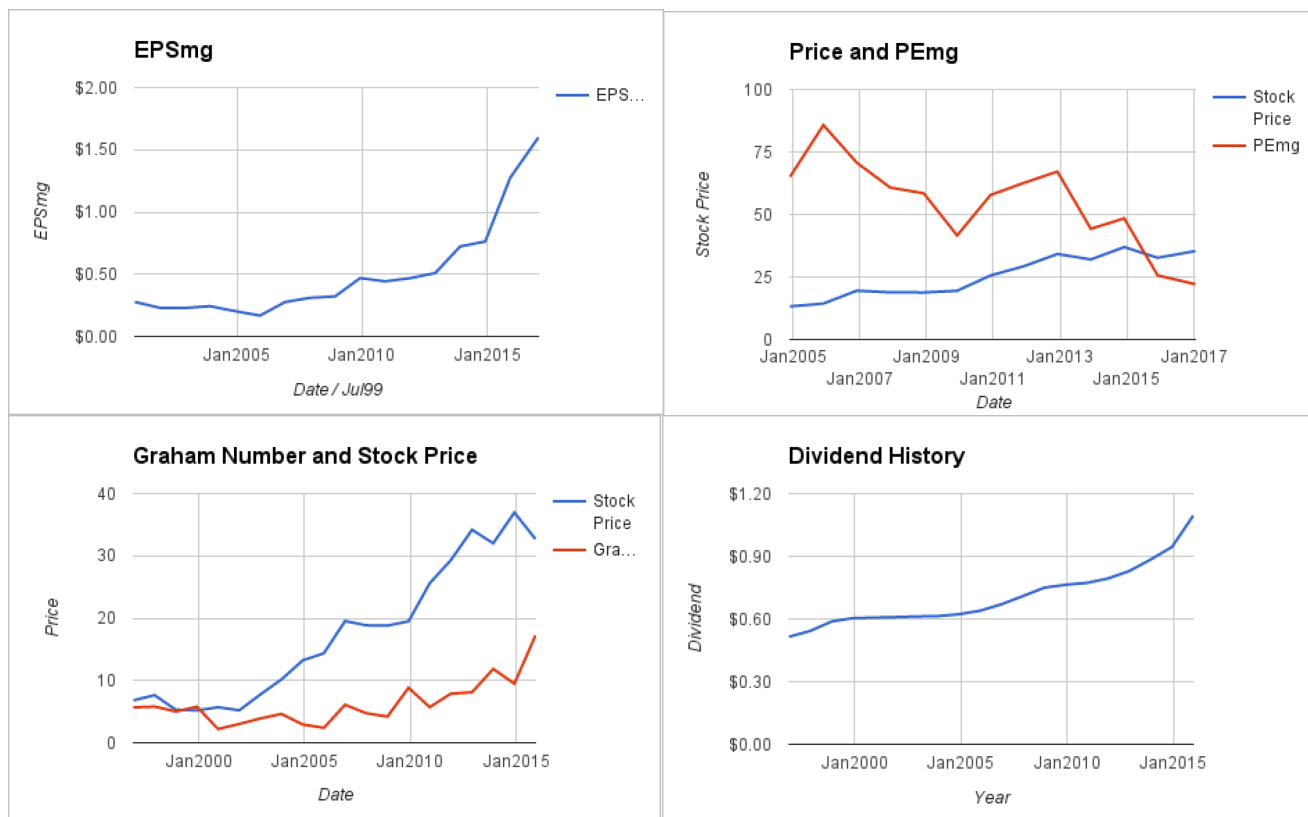 EPSmg
$2.00
$1.50
$1.00
$0.50
$0.00
EPSmg
Jan2005 Jan2010 Jan2015
Date / Jul99
EPS…
Price and PEmg
100
75
50
25
0
Stock Price
Jan2005 Jan2009 Jan2013 Jan2017
Jan2007 Jan2011 Jan2015
Date
Stock
Price
PEmg
Graham Number and Stock Price
40
30
20
10
0
Price
Jan2000 Jan2005 Jan2010 Jan2015
Date
Stock
Price
Gra…
Dividend History
$1.20
$0.90
$0.60
$0.30
$0.00
Dividend
Jan2000 Jan2005 Jan2010 Jan2015
Year